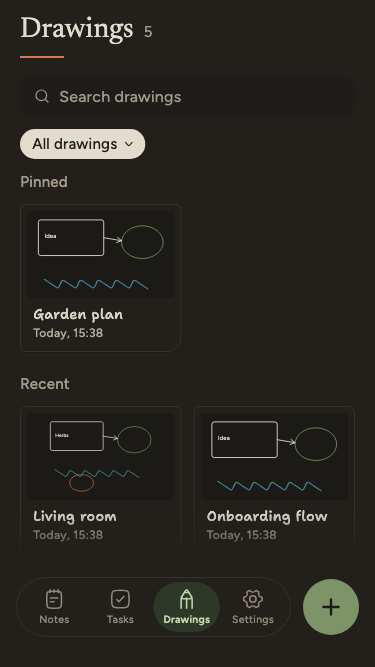 Drawings 5
Search drawings
All drawings
Pinned
Idea
Garden plan
Today, 15:38
Recent
Herbs
Living room
Today, 15:38
Idea
Onboarding flow
Today, 15:38
Notes
Tasks
Drawings
Settings